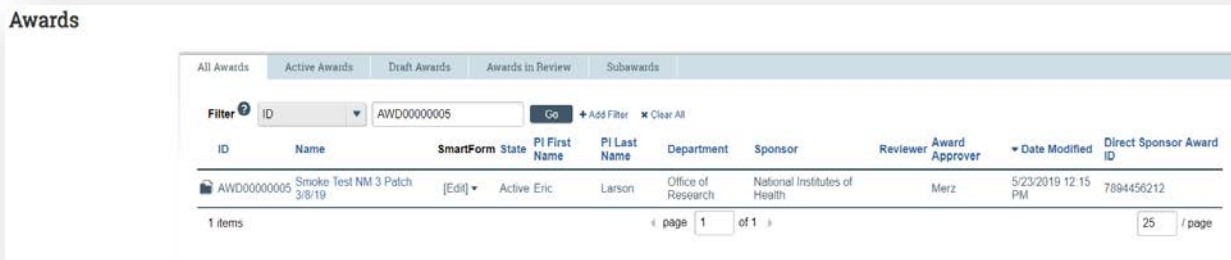 Awards
All Awards Active Awards Draft Awards Awards in Review Subawards
Filter ? ID AWD00000005 Go + Add Filter x Clear All
ID Name SmartForm State PI First Name PI Last Name Department Sponsor Reviewer Award Approver Date Modified Direct Sponsor Award ID
AWD00000005 Smoke Test NM 3 Patch 3/8/19 [Edit] Active Eric Larson Office of Research National Institutes of Health Merz 5/23/2019 12:15 PM 7894456212
1 items page 1 of 1 25 / page